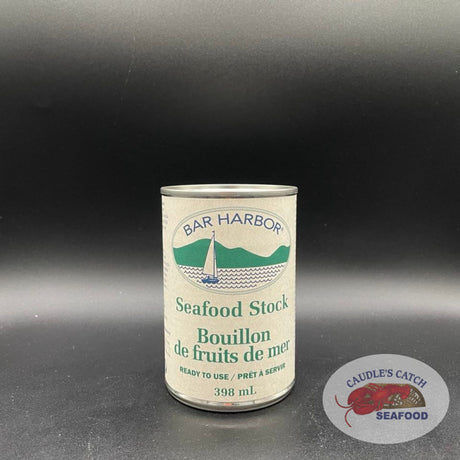 BAR HARBOR®
Seafood Stock
Bouillon
de fruits de mer
READY TO USE / PRÊT À SERVIR
398 mL
CAUDLE'S CATCH
SEAFOOD